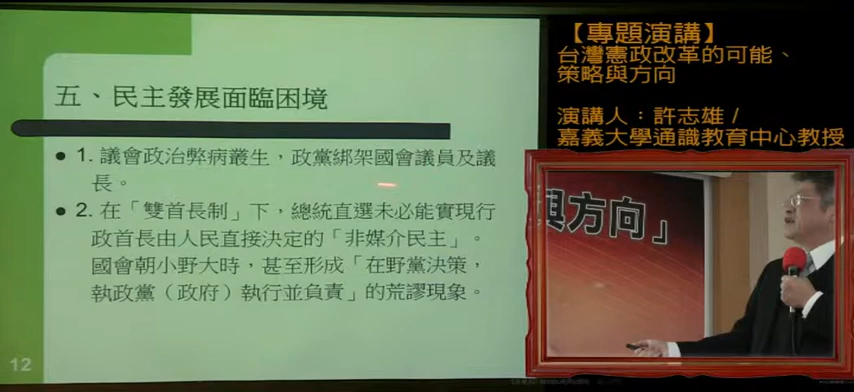 五、民主發展面臨困境
• 1. 議會政治弊病叢生，政黨綁架國會議員及議
長。
• 2. 在「雙首長制」下，總統直選未必能實現行
政首長由人民直接決定的「非媒介民主」。
國會朝小野大時，甚至形成「在野黨決策，
執政黨（政府）執行並負責」的荒謬現象。
12
【專題演講】
台灣憲政改革的可能、
策略與方向
演講人：許志雄 /
嘉義大學通識教育中心教授
與方向」